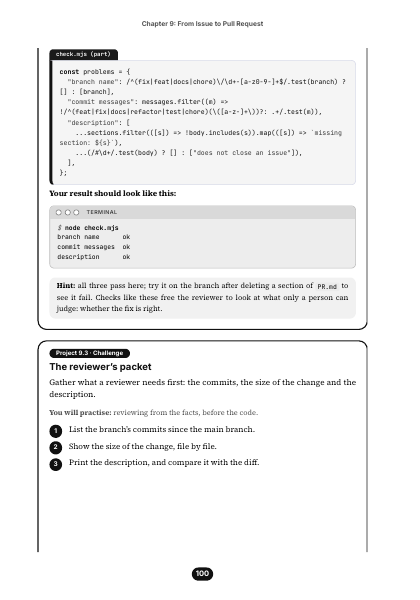 Chapter 9: From Issue to Pull Request
check.mjs (part)
const problems = {
  "branch name": /^(fix|feat|docs|chore)\/\d+-[a-z0-9-]+$/.test(branch) ?
[] : [branch],
  "commit messages": messages.filter((m) =>
!/^(feat|fix|docs|refactor|test|chore)(\([a-z-]+\))?: .+/.test(m)),
  "description": [
    ...sections.filter(([s]) => !body.includes(s)).map(([s]) => `missing
section: ${s}`),
    ...(/#\d+/.test(body) ? [] : ["does not close an issue"]),
  ],
};
Your result should look like this:
TERMINAL
$ node check.mjs
branch name      ok
commit messages  ok
description      ok
Hint: all three pass here; try it on the branch after deleting a section of PR.md to
see it fail. Checks like these free the reviewer to look at what only a person can
judge: whether the fix is right.
Project 9.3 · Challenge
The reviewer's packet
Gather what a reviewer needs first: the commits, the size of the change and the
description.
You will practise: reviewing from the facts, before the code.
1 List the branch's commits since the main branch.
2 Show the size of the change, file by file.
3 Print the description, and compare it with the diff.
100